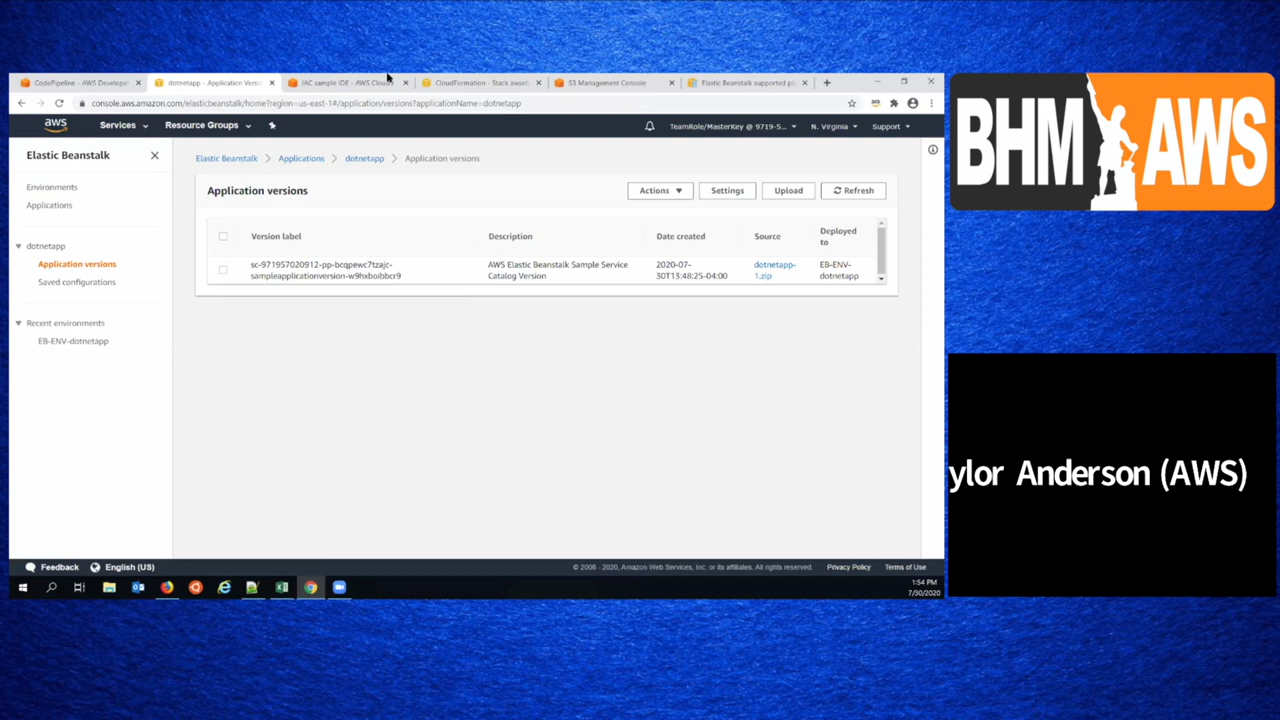 CodePipeline - AWS Developer
dotnetapp - Application Versio
IAC sample IDE - AWS Cloud
CloudFormation - Stack awseb
S3 Management Console
Elastic Beanstalk supported pl
console.aws.amazon.com/elasticbeanstalk/home?region=us-east-1#/application/versions?applicationName=dotnetapp
aws
Services
Resource Groups
TeamRole/MasterKey @ 9719-5...
N. Virginia
Support
Elastic Beanstalk
Environments
Applications
dotnetapp
Application versions
Saved configurations
Recent environments
EB-ENV-dotnetapp
Elastic Beanstalk > Applications > dotnetapp > Application versions
Application versions
Actions
Settings
Upload
Refresh
Version label
Description
Date created
Source
Deployed
to
sc-971957020912-pp-bcqpewc7tzajc-
sampleapplicationversion-w9hxboibbcr9
AWS Elastic Beanstalk Sample Service
Catalog Version
2020-07-
30T13:48:25-04:00
dotnetapp-
1.zip
EB-ENV-
dotnetapp
Feedback
English (US)
© 2008 - 2020, Amazon Web Services, Inc. or its affiliates. All rights reserved.
Privacy Policy
Terms of Use
1:54 PM
7/30/2020
BHM AWS
ylor Anderson (AWS)